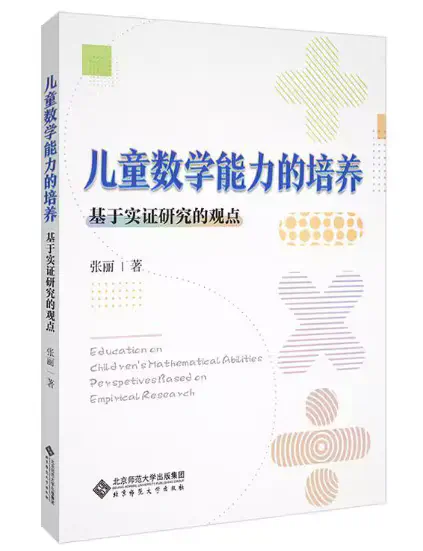 儿童数学能力的培养
基于实证研究的观点
张丽 著
儿童数学能力的培养
基于实证研究的观点
张丽|著
Education on
Children's Mathematical Abilities
Perspetives Based on
Empirical Research
北京师范大学出版集团
北京师范大学出版社